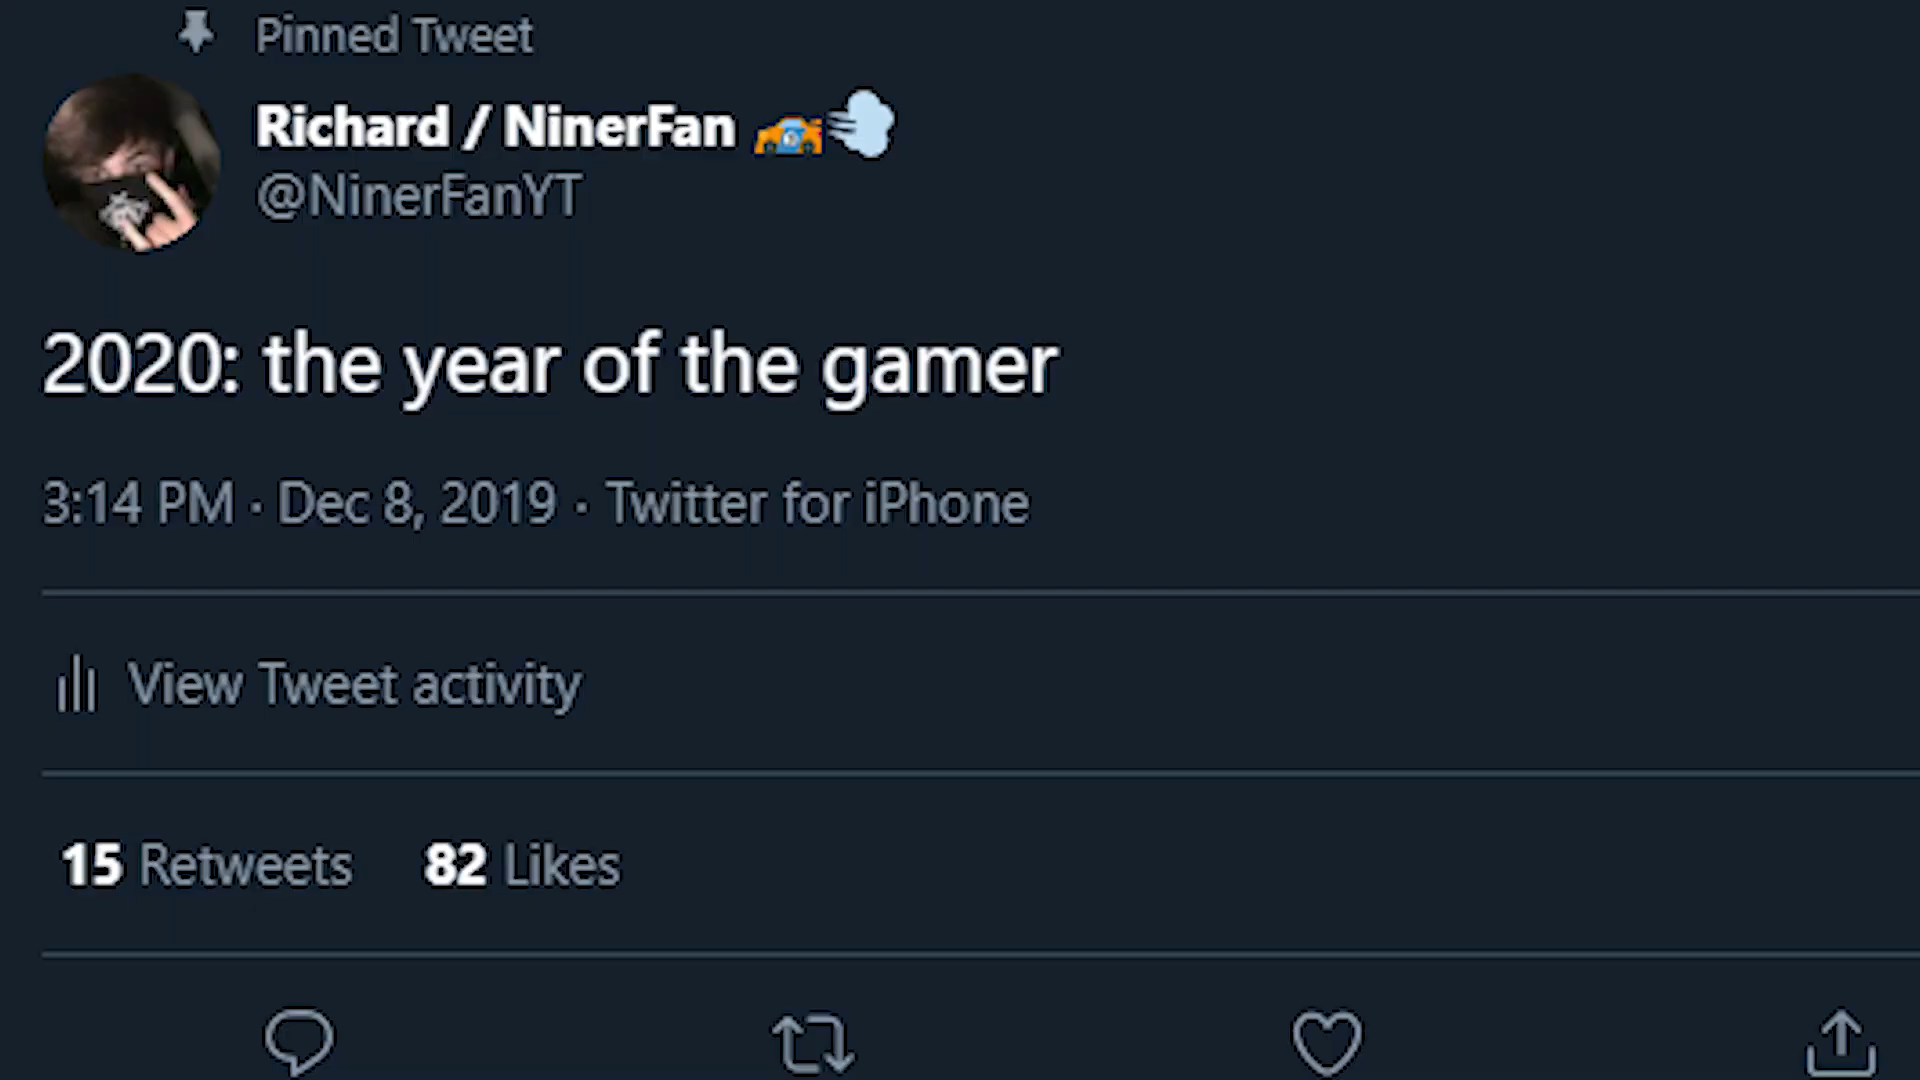 Pinned Tweet
Richard / NinerFan 🏎️💨
@NinerFanYT
2020: the year of the gamer
3:14 PM · Dec 8, 2019 · Twitter for iPhone
View Tweet activity
15 Retweets 82 Likes